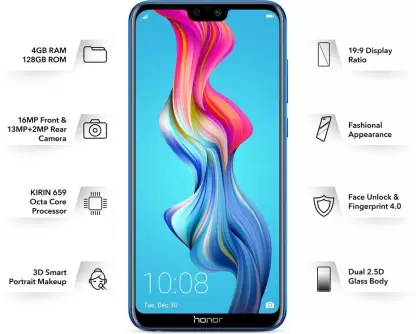 4GB RAM
128GB ROM
16MP Front &
13MP+2MP Rear
Camera
KIRIN 659
Octa Core
Processor
3D Smart
Portrait Makeup
10:08
Tue, Dec 30
honor
19:9 Display
Ratio
Fashional
Appearance
Face Unlock &
Fingerprint 4.0
Dual 2.5D
Glass Body